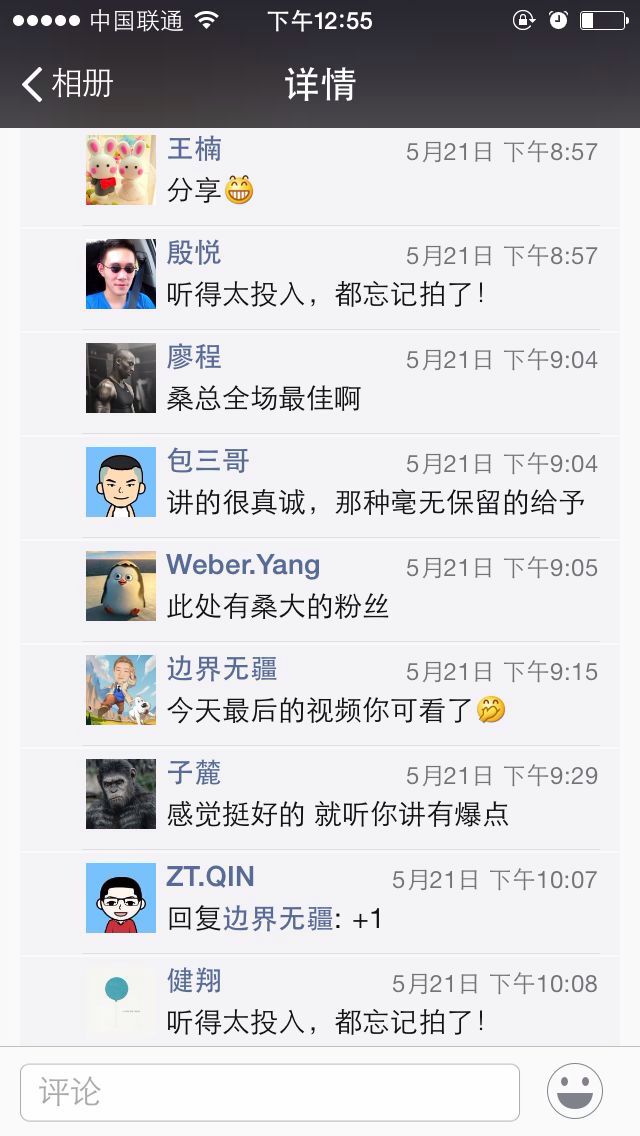 中国联通 下午12:55
相册 详情
王楠 5月21日 下午8:57
分享😁
殷悦 5月21日 下午8:57
听得太投入，都忘记拍了！
廖程 5月21日 下午9:04
桑总全场最佳啊
包三哥 5月21日 下午9:04
讲的很真诚，那种毫无保留的给予
Weber.Yang 5月21日 下午9:05
此处有桑大的粉丝
边界无疆 5月21日 下午9:15
今天最后的视频你可看了🤭
子麓 5月21日 下午9:29
感觉挺好的 就听你讲有爆点
ZT.QIN 5月21日 下午10:07
回复边界无疆: +1
健翔 5月21日 下午10:08
听得太投入，都忘记拍了！
评论